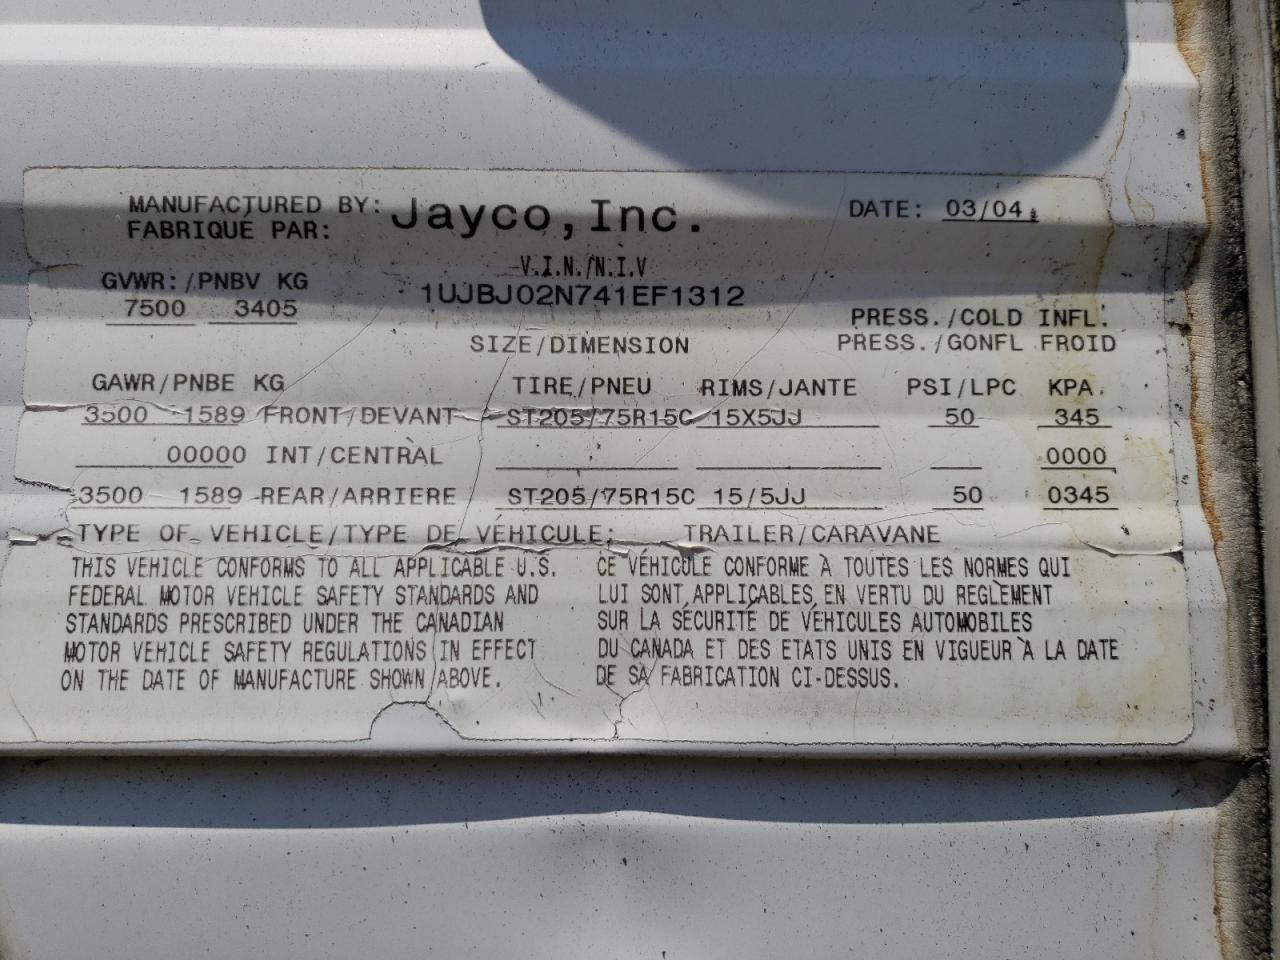 MANUFACTURED BY: Jayco, Inc. DATE: 03/04
FABRIQUE PAR:
V.I.N./N.I.V
GVWR:/PNBV KG
1UJBJ02N741EF1312
7500 3405
PRESS./COLD INFL.
SIZE/DIMENSION PRESS./GONFL FROID
GAWR/PNBE KG TIRE/PNEU RIMS/JANTE PSI/LPC KPA
3500 1589 FRONT/DEVANT ST205/75R15C 15X5JJ 50 345
00000 INT/CENTRAL 0000
3500 1589 REAR/ARRIERE ST205/75R15C 15/5JJ 50 0345
TYPE OF VEHICLE/TYPE DE VÉHICULE: TRAILER/CARAVANE
THIS VEHICLE CONFORMS TO ALL APPLICABLE U.S.
FEDERAL MOTOR VEHICLE SAFETY STANDARDS AND
STANDARDS PRESCRIBED UNDER THE CANADIAN
MOTOR VEHICLE SAFETY REGULATIONS IN EFFECT
ON THE DATE OF MANUFACTURE SHOWN ABOVE.
CE VÉHICULE CONFORME À TOUTES LES NORMES QUI
LUI SONT APPLICABLES EN VERTU DU REGLEMENT
SUR LA SÉCURITÉ DE VÉHICULES AUTOMOBILES
DU CANADA ET DES ETATS UNIS EN VIGUEUR À LA DATE
DE SA FABRICATION CI-DESSUS.